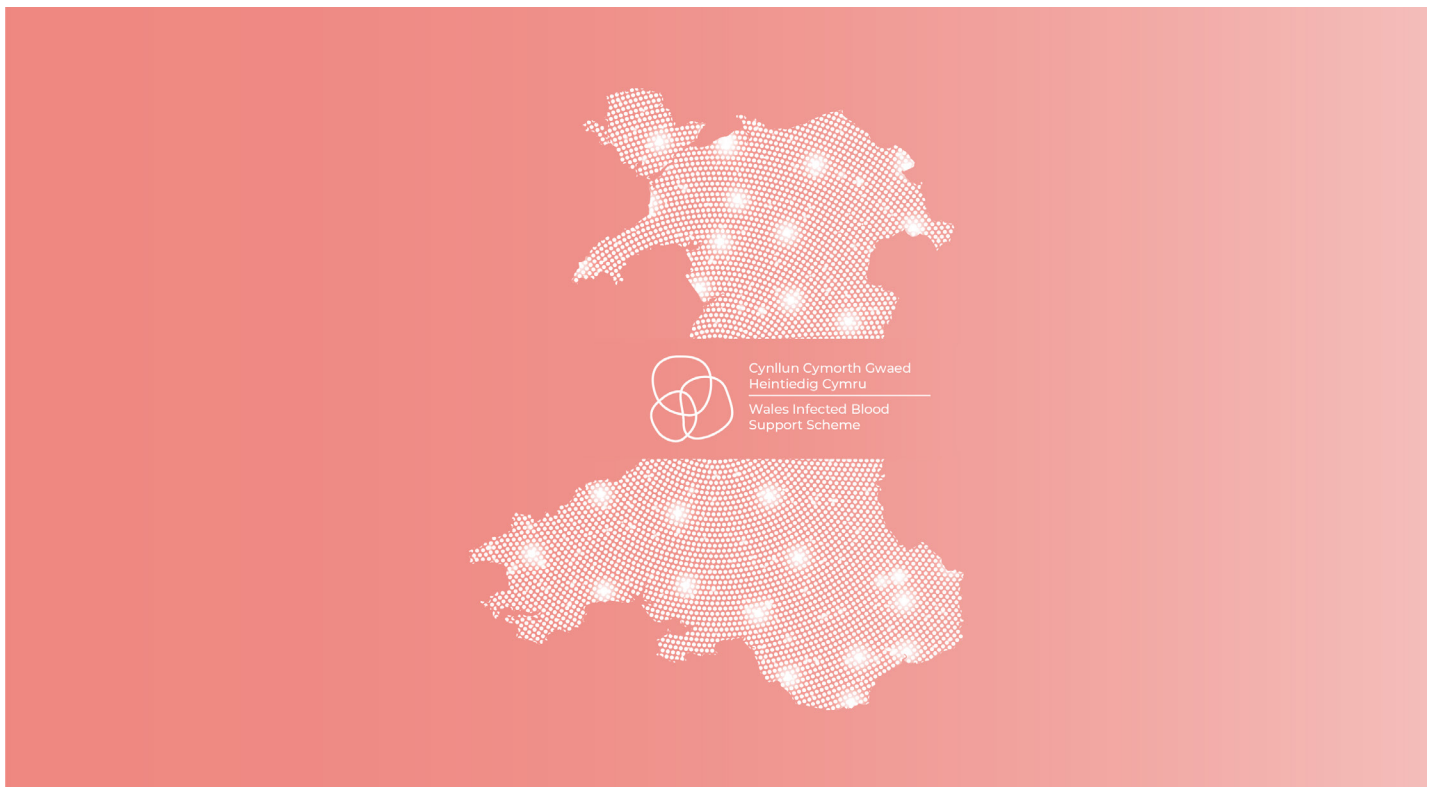 Cynllun Cymorth Gwaed
Heintiedig Cymru
Wales Infected Blood
Support Scheme